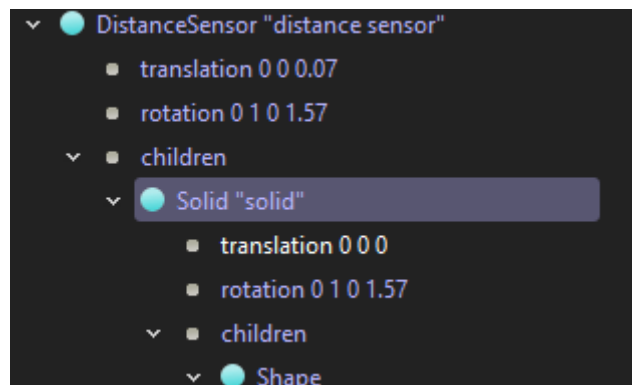 DistanceSensor "distance sensor"
translation 0 0 0.07
rotation 0 1 0 1.57
children
Solid "solid"
translation 0 0 0
rotation 0 1 0 1.57
children
Shape